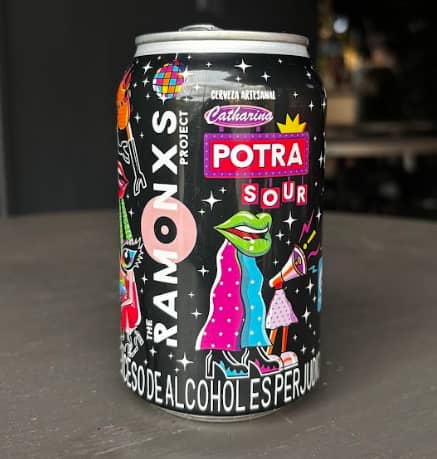 CERVEZA ARTESANAL
Catharina
POTRA
SOUR
THE
RAMONXS
PROJECT
CESO DE ALCOHOL ES PERJUDI